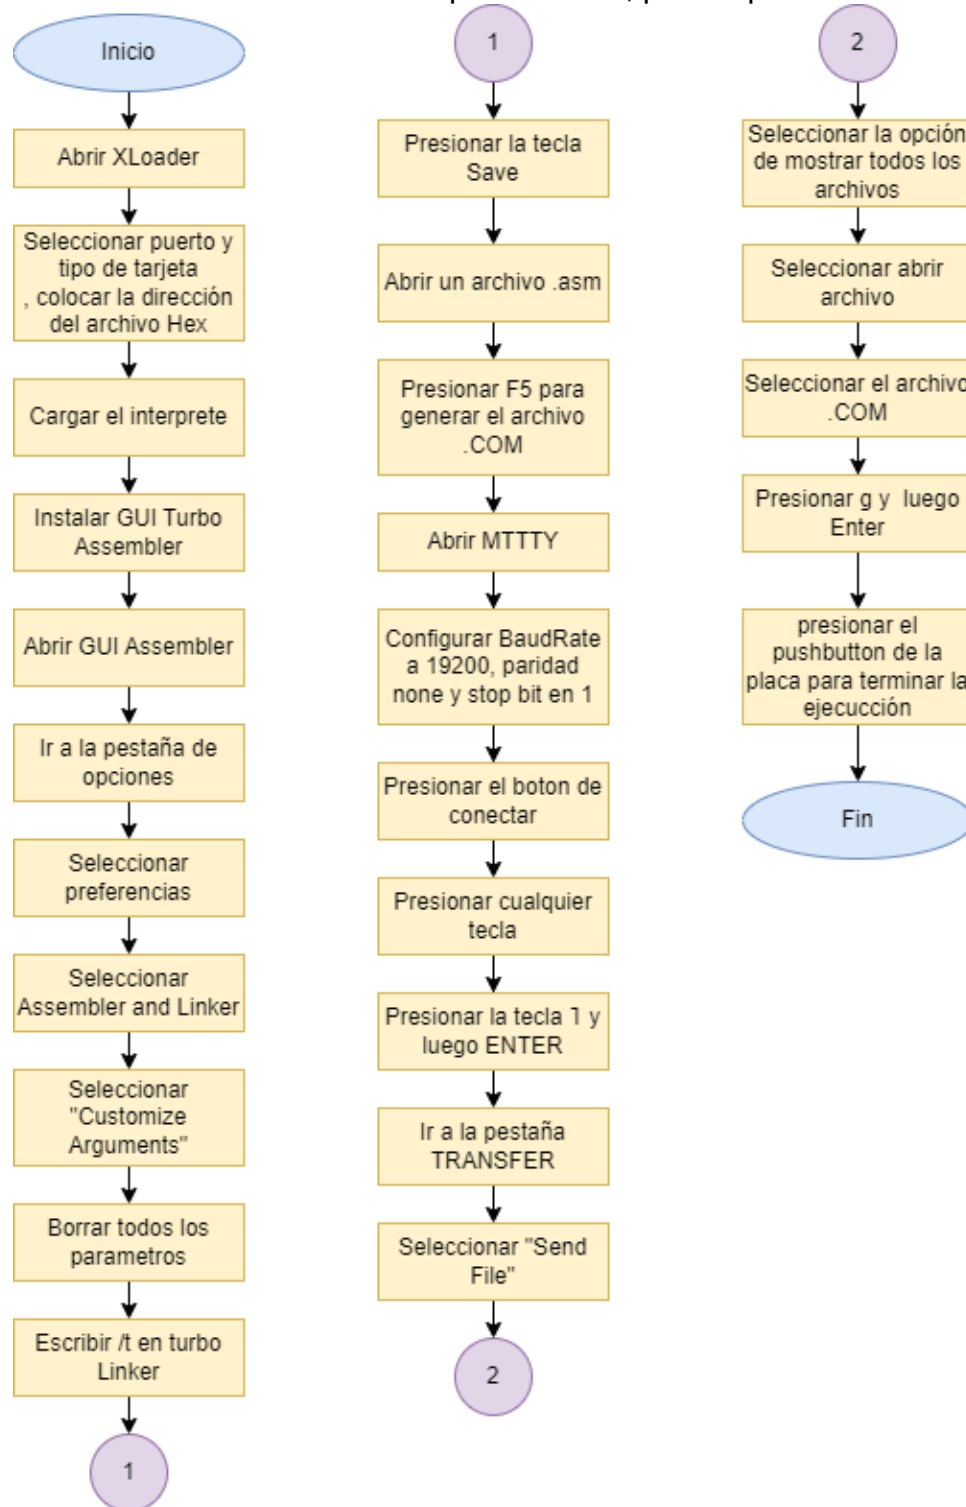 Inicio
Abrir XLoader
Seleccionar puerto y
tipo de tarjeta
, colocar la dirección
del archivo Hex
Cargar el interprete
Instalar GUI Turbo
Assembler
Abrir GUI Assembler
Ir a la pestaña de
opciones
Seleccionar
preferencias
Seleccionar
Assembler and Linker
Seleccionar
"Customize
Arguments"
Borrar todos los
parametros
Escribir /t en turbo
Linker
1
1
Presionar la tecla
Save
Abrir un archivo .asm
Presionar F5 para
generar el archivo
.COM
Abrir MTTTY
Configurar BaudRate
a 19200, paridad
none y stop bit en 1
Presionar el boton de
conectar
Presionar cualquier
tecla
Presionar la tecla 1 y
luego ENTER
Ir a la pestaña
TRANSFER
Seleccionar "Send
File"
2
2
Seleccionar la opción
de mostrar todos los
archivos
Seleccionar abrir
archivo
Seleccionar el archivo
.COM
Presionar g y luego
Enter
presionar el
pushbutton de la
placa para terminar la
ejecucción
Fin